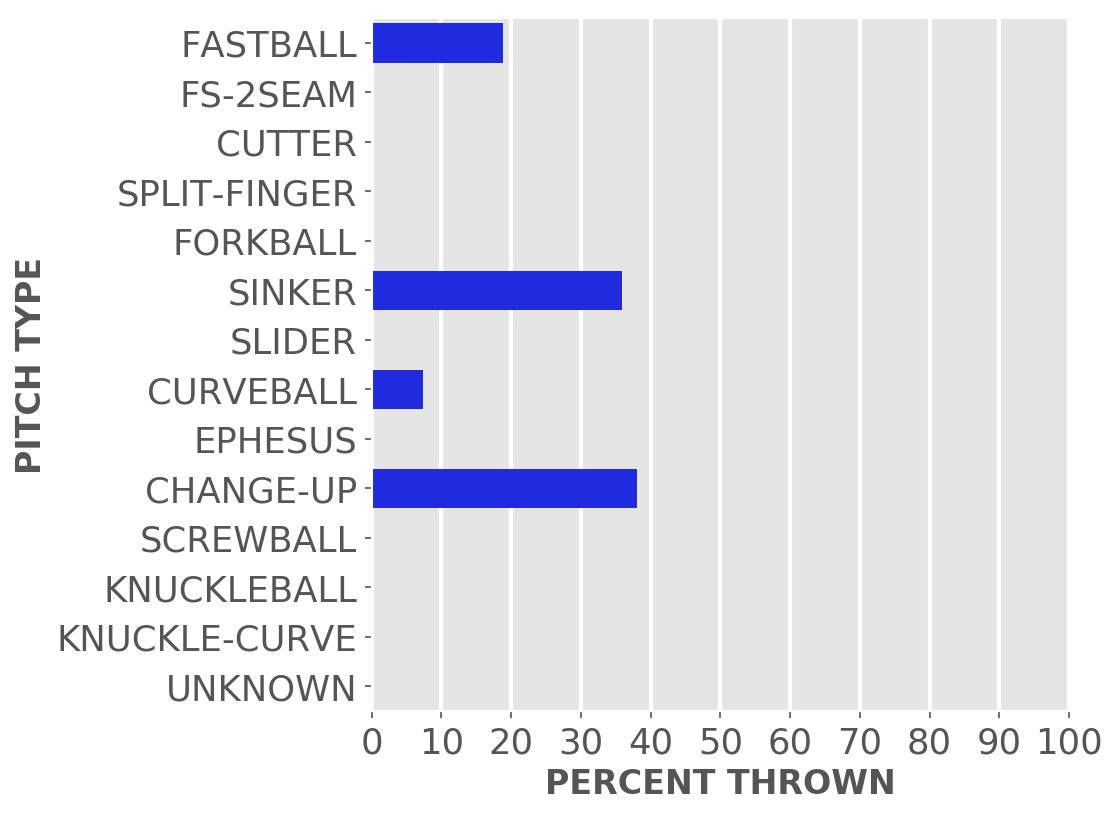 FASTBALL
FS-2SEAM
CUTTER
SPLIT-FINGER
FORKBALL
SINKER
SLIDER
CURVEBALL
EPHESUS
CHANGE-UP
SCREWBALL
KNUCKLEBALL
KNUCKLE-CURVE
UNKNOWN
PITCH TYPE
0 10 20 30 40 50 60 70 80 90 100
PERCENT THROWN